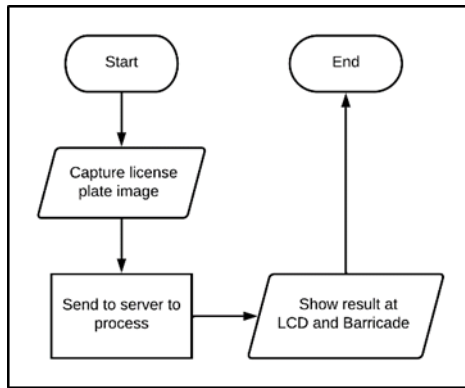 Start
Capture license
plate image
Send to server to
process
Show result at
LCD and Barricade
End